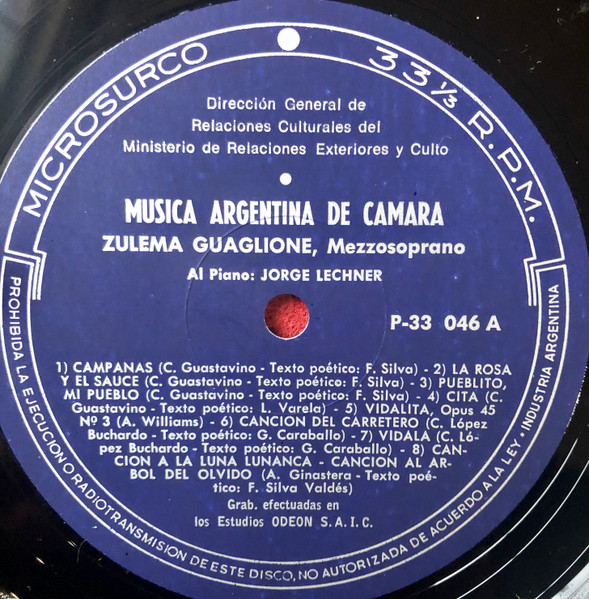 MICROSURCO
33 1/3 R.P.M.
Dirección General de
Relaciones Culturales del
Ministerio de Relaciones Exteriores y Culto
MUSICA ARGENTINA DE CAMARA
ZULEMA GUAGLIONE, Mezzosoprano
Al Piano: JORGE LECHNER
P-33 046 A
1) CAMPANAS (C. Guastavino - Texto poético: F. Silva) - 2) LA ROSA
Y EL SAUCE (C. Guastavino - Texto poético: F. Silva) - 3) PUEBLITO,
MI PUEBLO (C. Guastavino - Texto poético: F. Silva) - 4) CITA (C.
Guastavino - Texto poético: L. Varela) - 5) VIDALITA, Opus 45
Nº 3 (A. Williams) - 6) CANCION DEL CARRETERO (C. López
Buchardo - Texto poético: G. Caraballo) - 7) VIDALA (C. Ló-
pez Buchardo - Texto poético: G. Caraballo) - 8) CAN-
CION A LA LUNA LUNANCA - CANCION AL AR-
BOL DEL OLVIDO (A. Ginastera - Texto poé-
tico: F. Silva Valdés)
Grab. efectuadas en
los Estudios ODEON S.A.I.C.
PROHIBIDA LA EJECUCION O RADIOTRANSMISION DE ESTE DISCO, NO AUTORIZADA DE ACUERDO A LA LEY · INDUSTRIA ARGENTINA